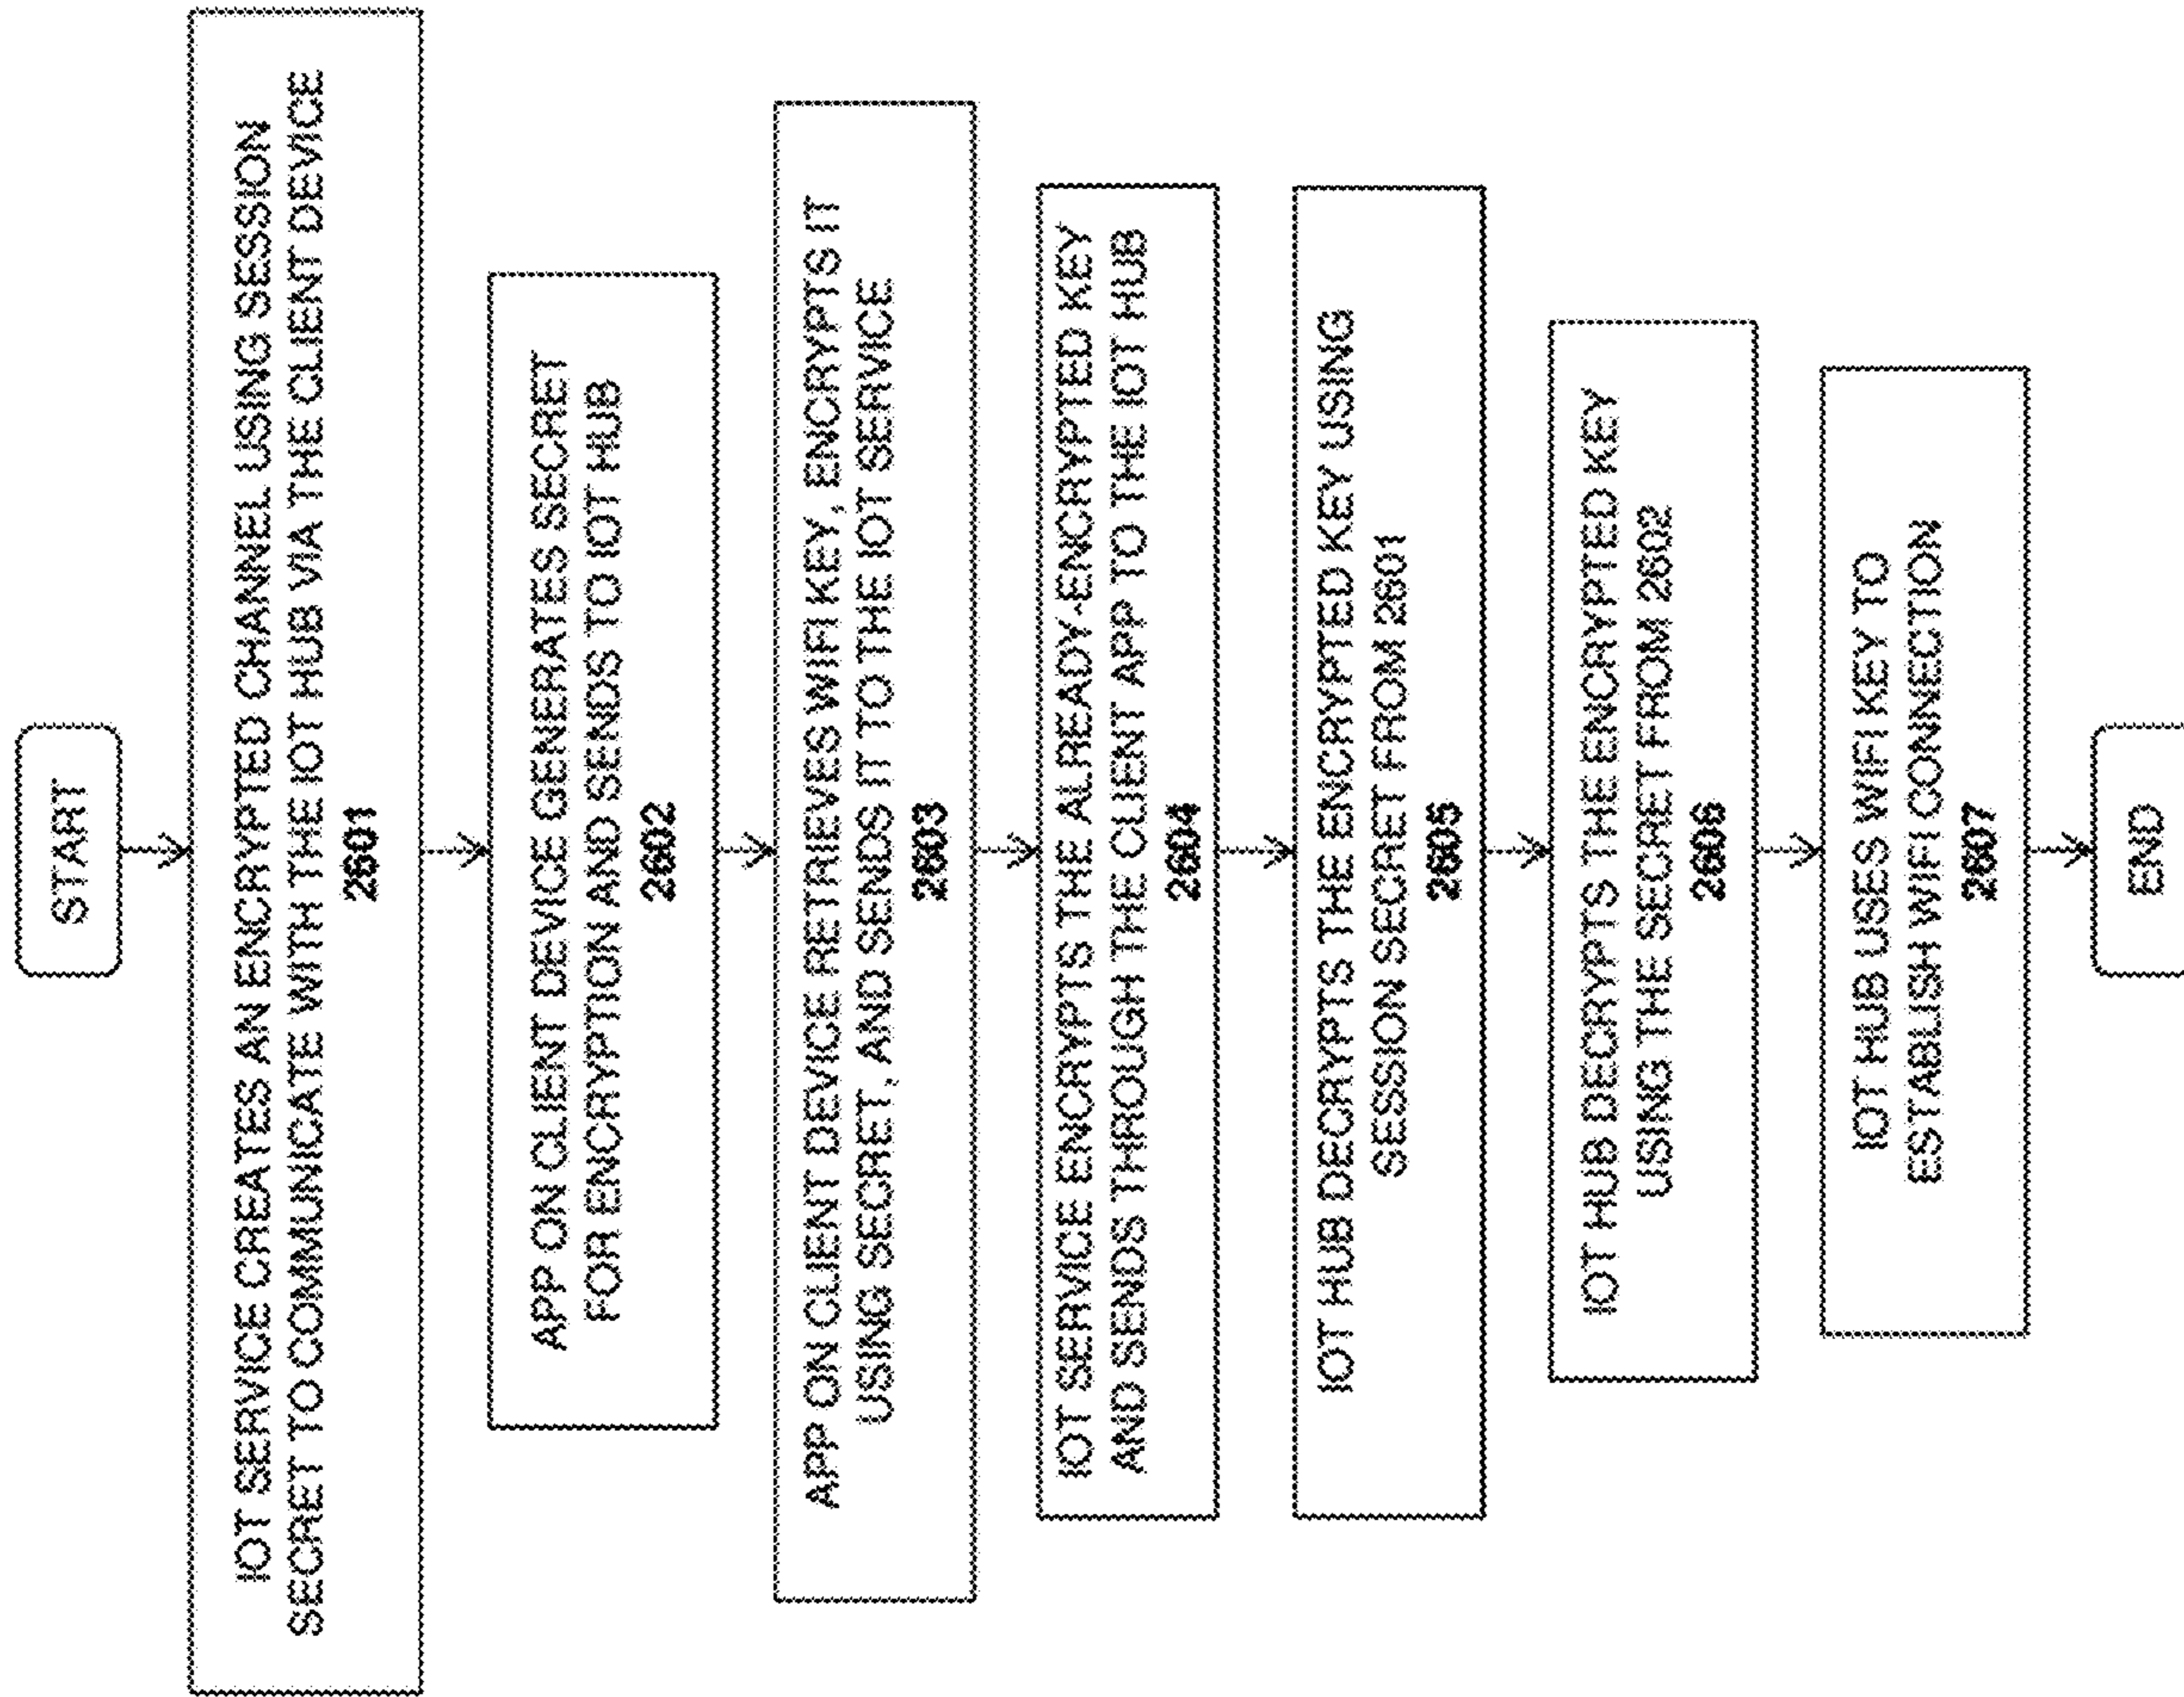 START
IOT SERVICE CREATES AN ENCRYPTED CHANNEL USING SESSION
SECRET TO COMMUNICATE WITH THE IOT HUB VIA THE CLIENT DEVICE
2601
APP ON CLIENT DEVICE GENERATES SECRET
FOR ENCRYPTION AND SENDS TO IOT HUB
2602
APP ON CLIENT DEVICE RETRIEVES WIFI KEY, ENCRYPTS IT
USING SECRET, AND SENDS IT TO THE IOT SERVICE
2603
IOT SERVICE ENCRYPTS THE ALREADY-ENCRYPTED KEY
AND SENDS THROUGH THE CLIENT APP TO THE IOT HUB
2604
IOT HUB DECRYPTS THE ENCRYPTED KEY USING
SESSION SECRET FROM 2601
2605
IOT HUB DECRYPTS THE ENCRYPTED KEY
USING THE SECRET FROM 2602
2606
IOT HUB USES WIFI KEY TO
ESTABLISH WIFI CONNECTION
2607
END